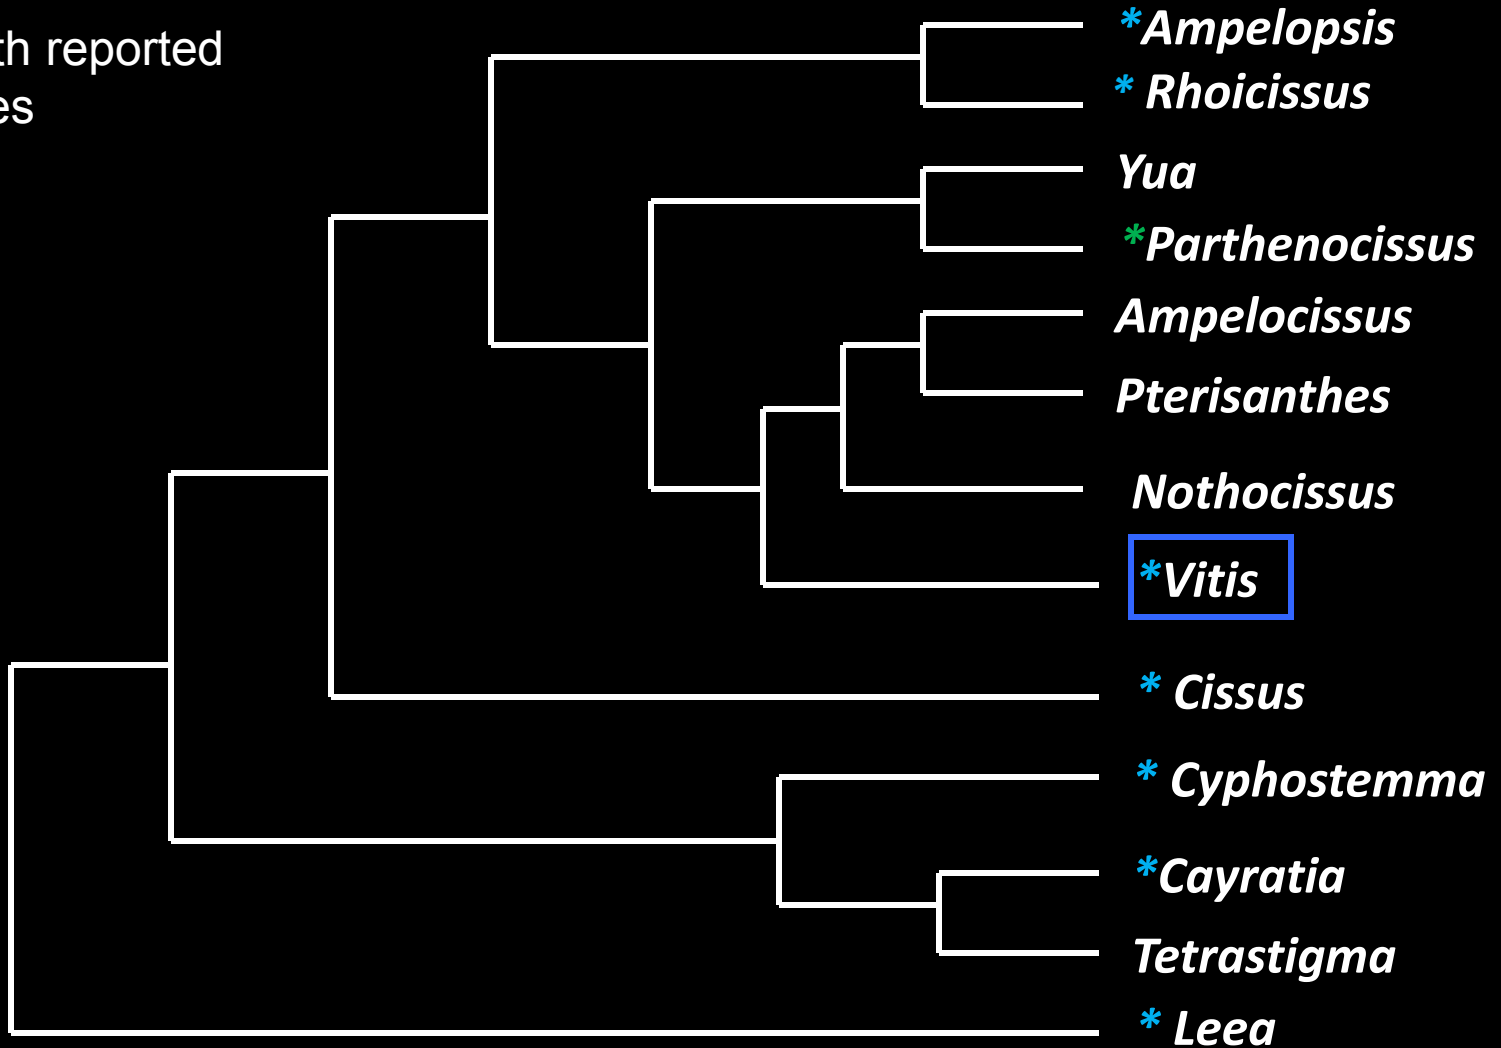 th reported
es
*Ampelopsis
* Rhoicissus
Yua
*Parthenocissus
Ampelocissus
Pterisanthes
Nothocissus
*Vitis
* Cissus
* Cyphostemma
*Cayratia
Tetrastigma
* Leea